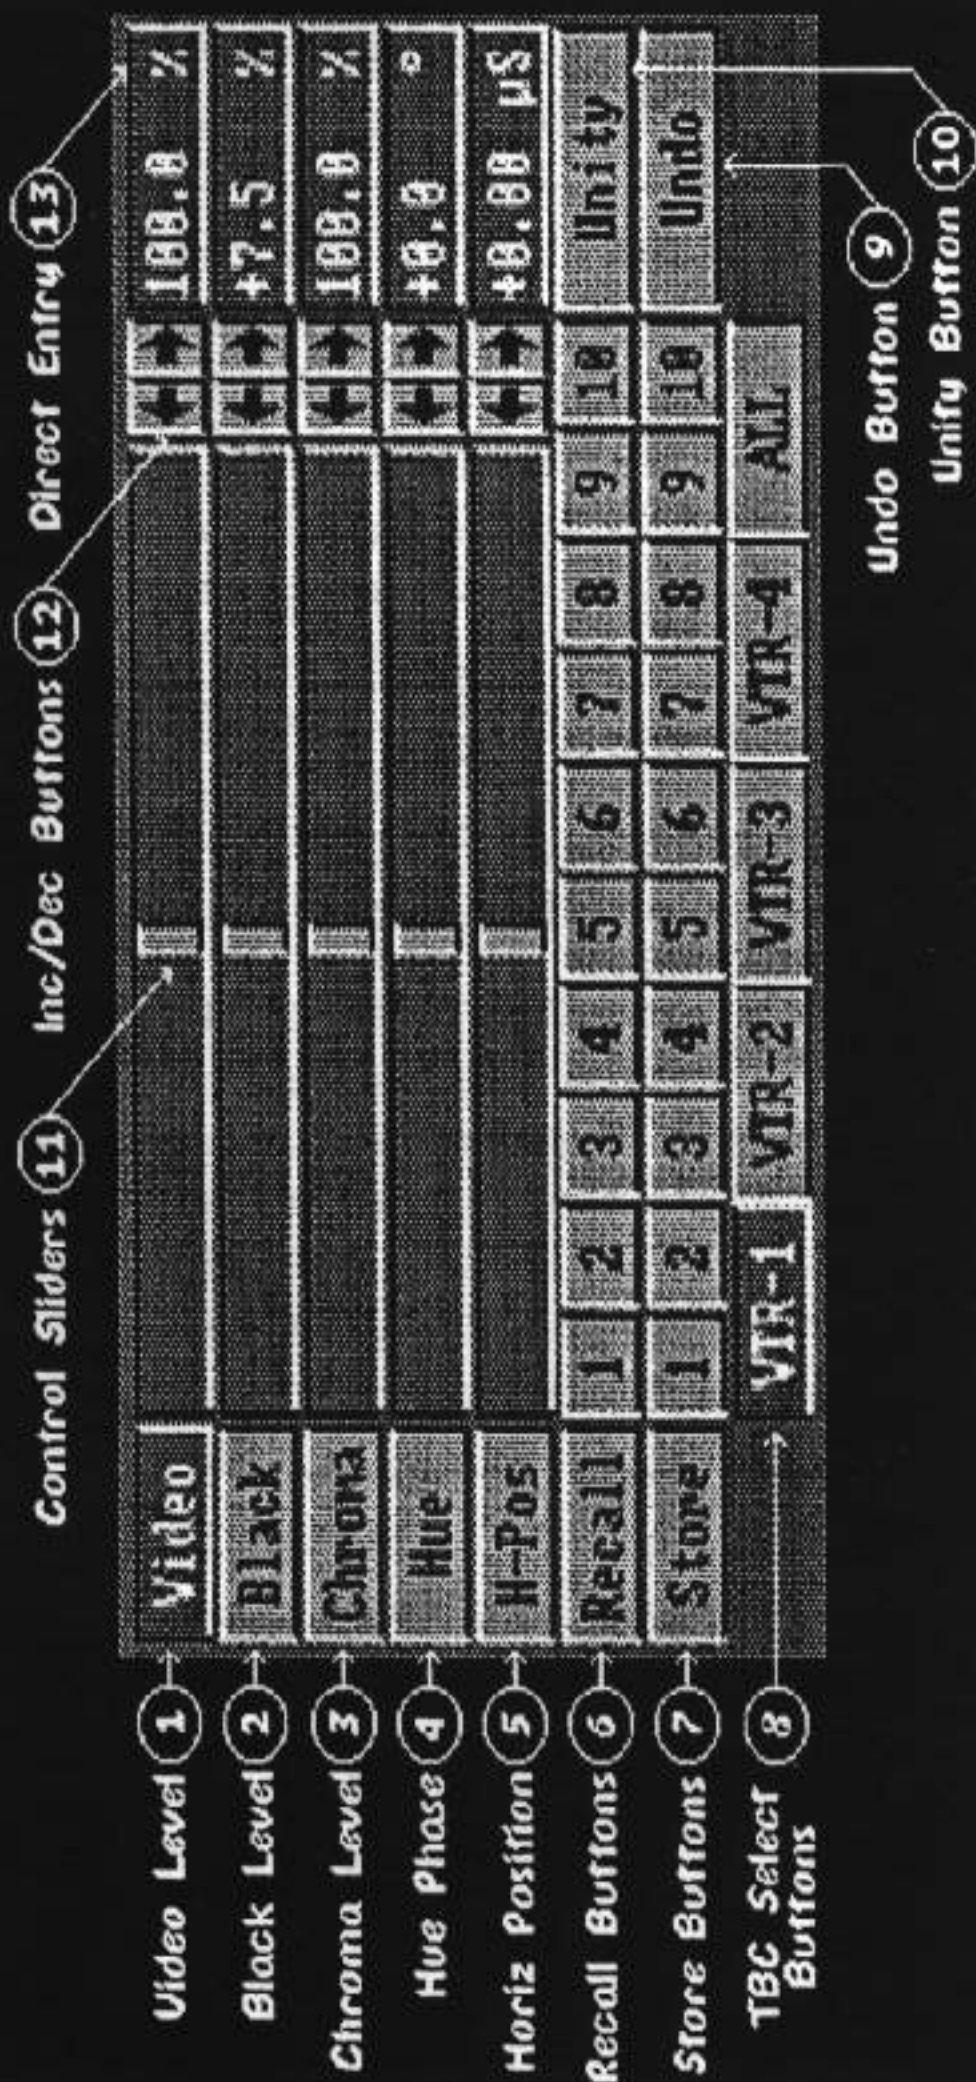 Control Sliders 11 Inc/Dec Buttons 12 Direct Entry 13
Video Level 1 Video 100.0 %
Black Level 2 Black +7.5 %
Chroma Level 3 Chroma 100.0 %
Hue Phase 4 Hue +0.0 °
Horiz Position 5 H-Pos +0.00 µS
Recall Buttons 6 Recall 1 2 3 4 5 6 7 8 9 10 Unity
Store Buttons 7 Store 1 2 3 4 5 6 7 8 9 10 Undo
TBC Select 8 VTR-1 VTR-2 VTR-3 VTR-4 ALL
Buttons
Undo Button 9
Unify Button 10